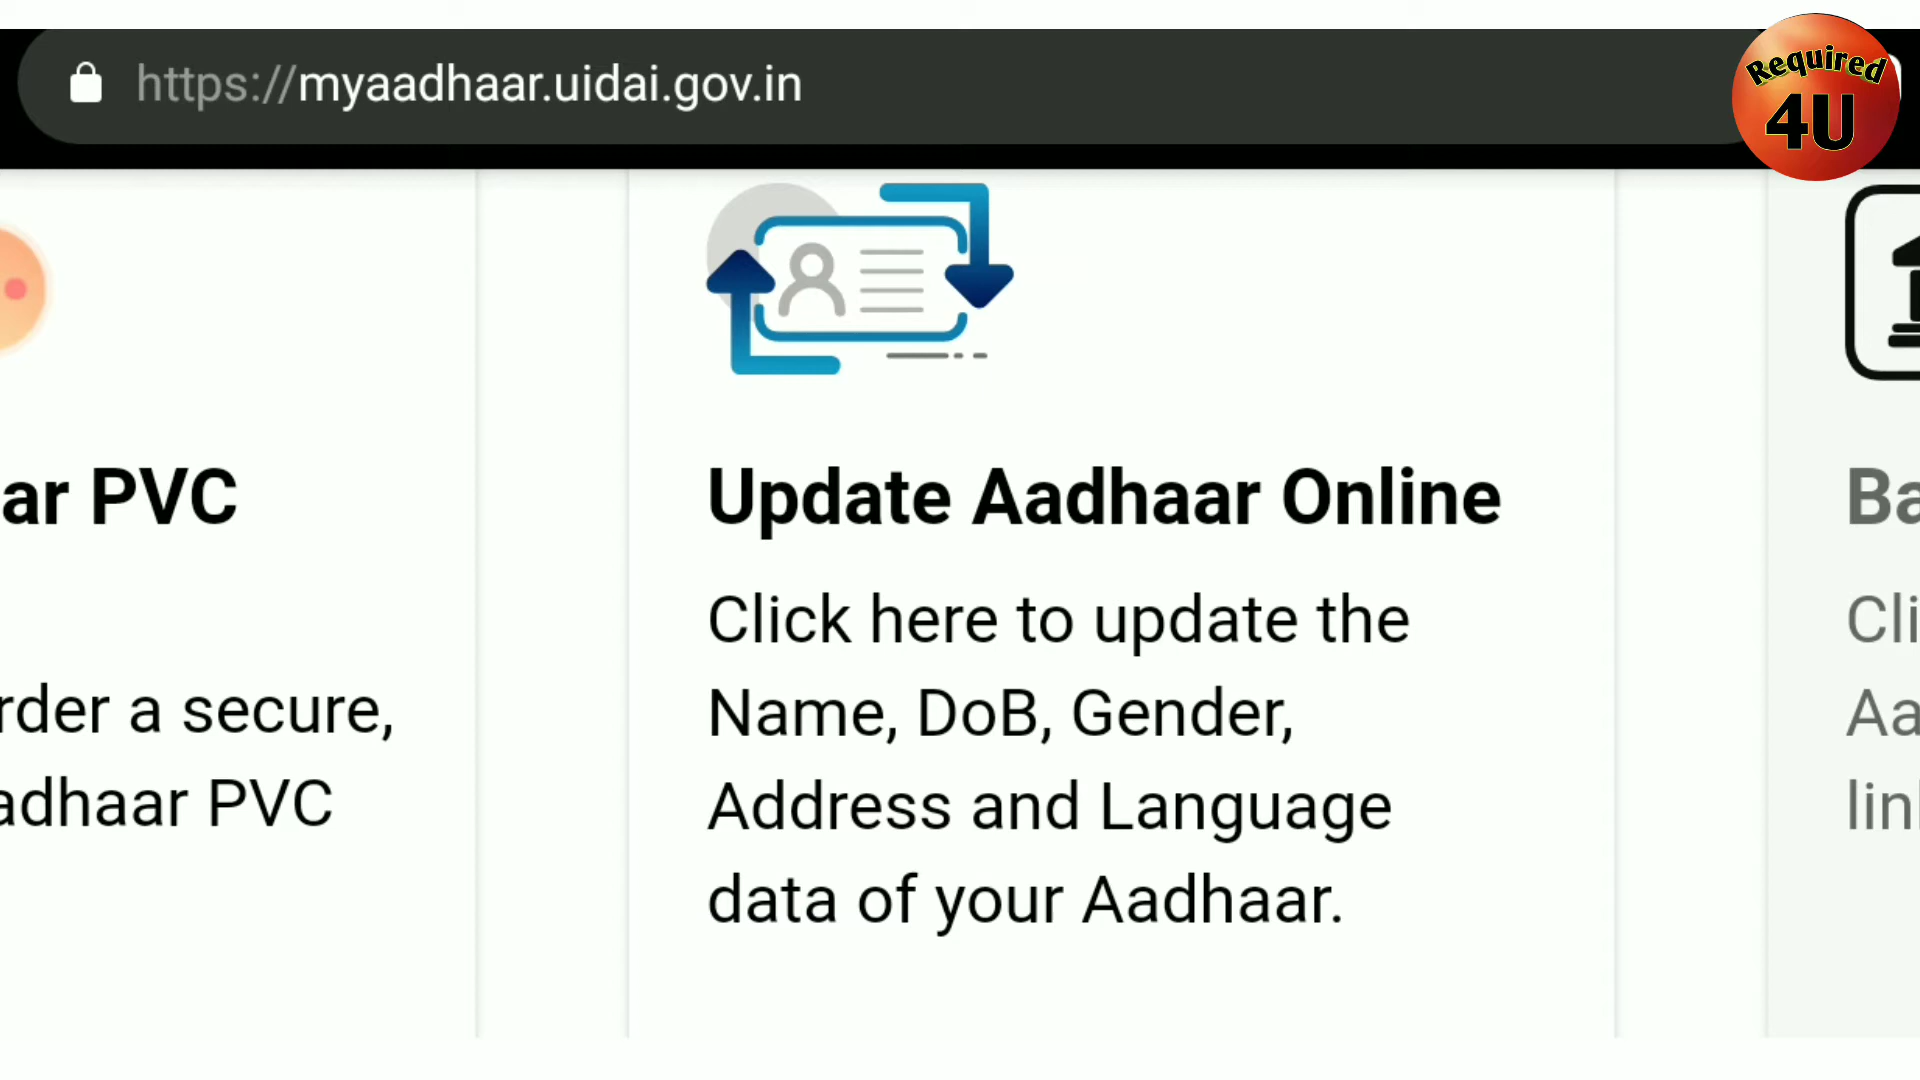 https://myaadhaar.uidai.gov.in
Required
4U
ar PVC
rder a secure,
adhaar PVC
Update Aadhaar Online
Click here to update the
Name, DoB, Gender,
Address and Language
data of your Aadhaar.
Ba
Cli
Aa
lin